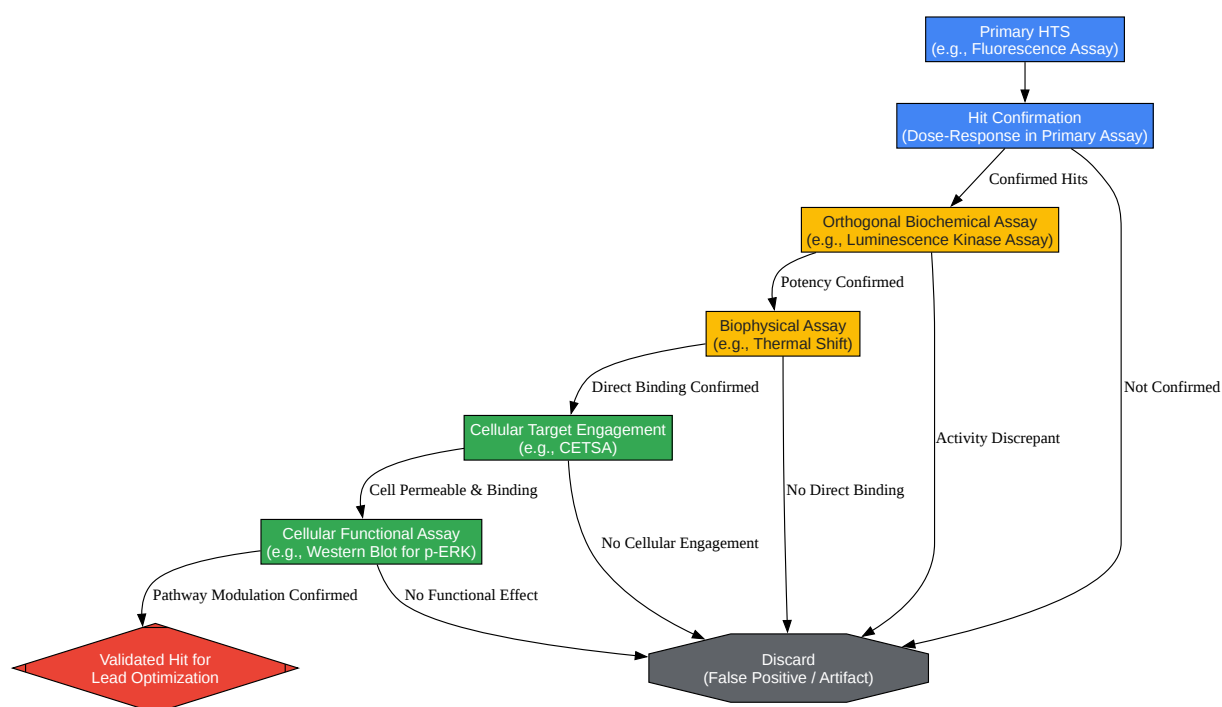 Primary HTS
(e.g., Fluorescence Assay)
Hit Confirmation
(Dose-Response in Primary Assay)
Confirmed Hits
Orthogonal Biochemical Assay
(e.g., Luminescence Kinase Assay)
Potency Confirmed
Biophysical Assay
(e.g., Thermal Shift)
Direct Binding Confirmed
Not Confirmed
Cellular Target Engagement
(e.g., CETSA)
Activity Discrepant
Cell Permeable & Binding
No Direct Binding
Cellular Functional Assay
(e.g., Western Blot for p-ERK)
No Cellular Engagement
Pathway Modulation Confirmed
No Functional Effect
Validated Hit for
Lead Optimization
Discard
(False Positive / Artifact)